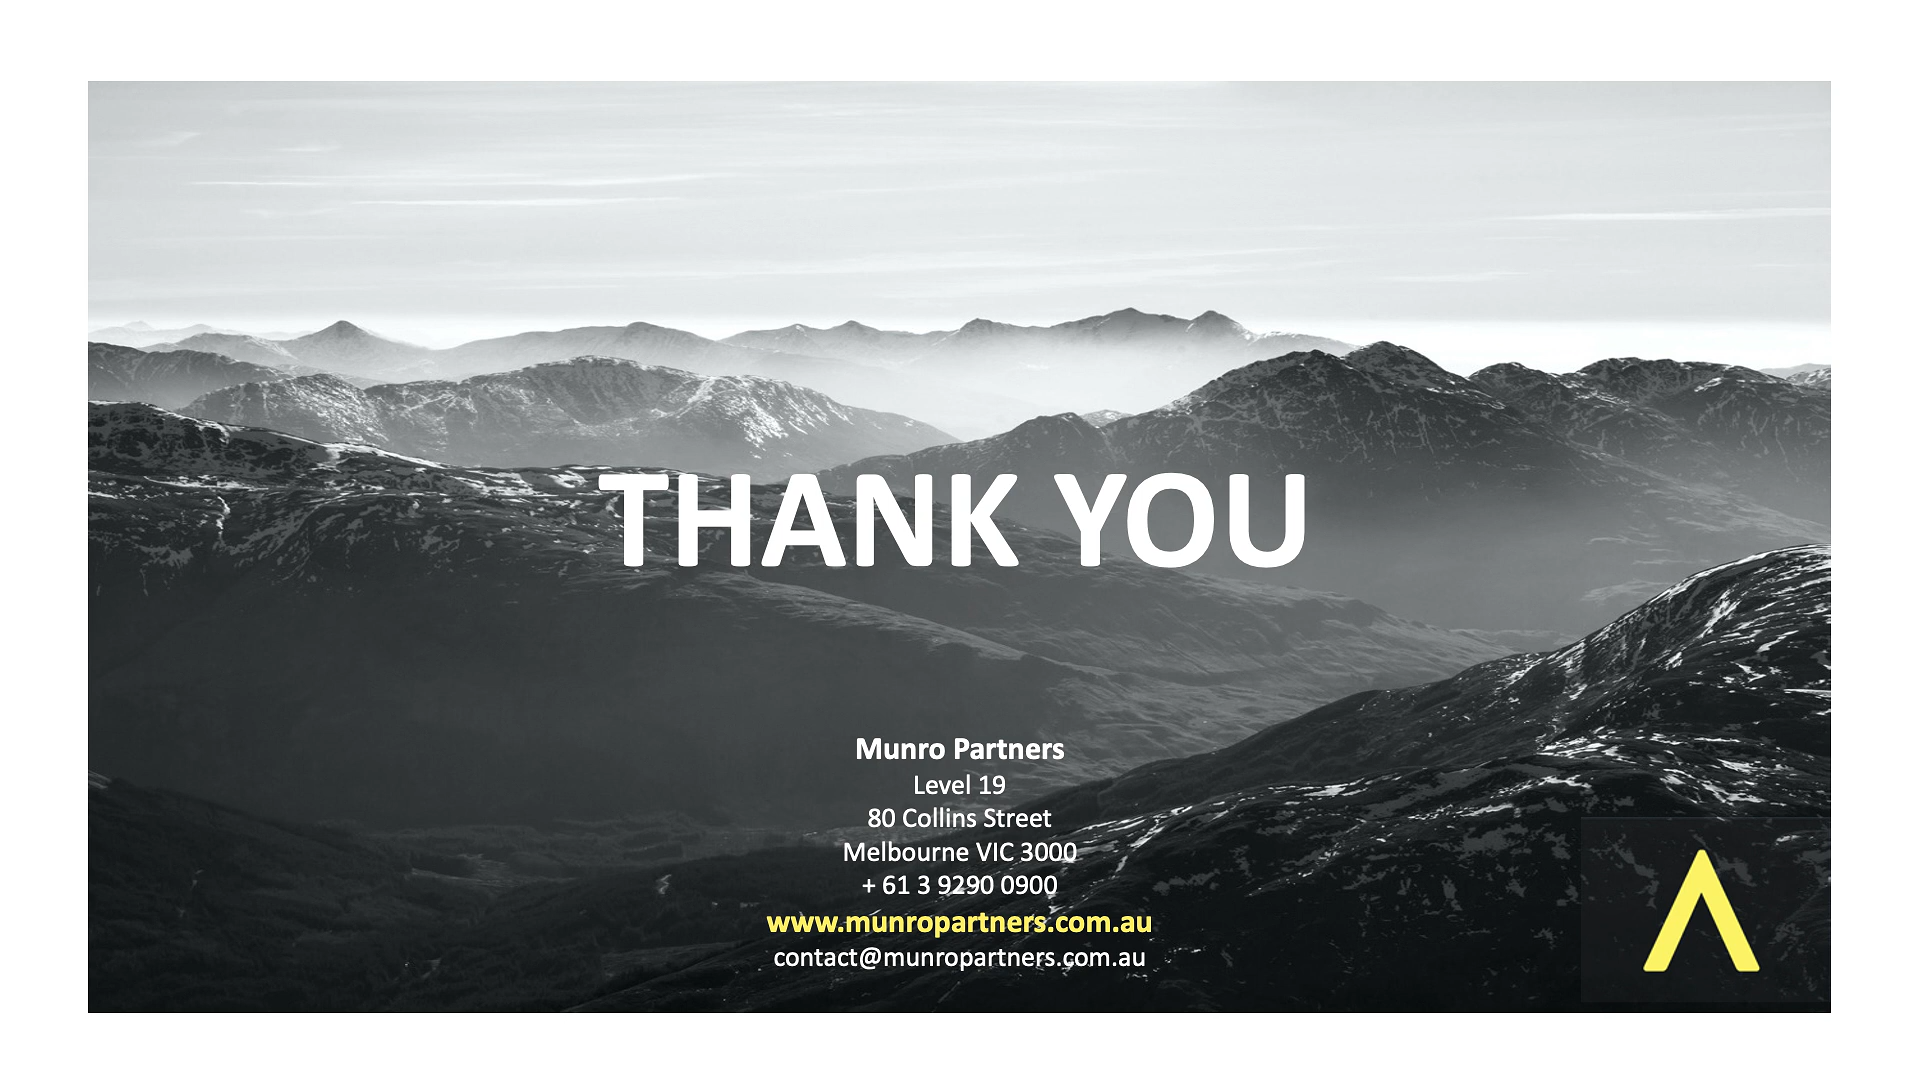 THANK YOU
Munro Partners
Level 19
80 Collins Street
Melbourne VIC 3000
+ 61 3 9290 0900
www.munropartners.com.au
contact@munropartners.com.au